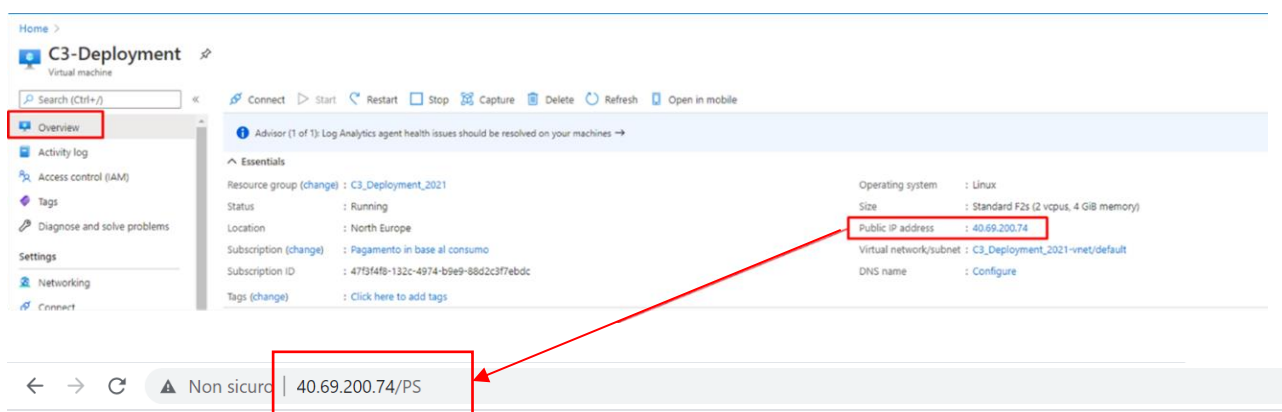 Home >
C3-Deployment
Virtual machine
Search (Ctrl+/)
«
Connect Start Restart Stop Capture Delete Refresh Open in mobile
Overview
Activity log
Access control (IAM)
Tags
Diagnose and solve problems
Settings
Networking
Connect
Advisor (1 of 1): Log Analytics agent health issues should be resolved on your machines →
Essentials
Resource group (change) : C3_Deployment_2021
Status : Running
Location : North Europe
Subscription (change) : Pagamento in base al consumo
Subscription ID : 47f3f4f8-132c-4974-b9e9-88d2c3f7ebdc
Tags (change) : Click here to add tags
Operating system : Linux
Size : Standard F2s (2 vcpus, 4 GiB memory)
Public IP address : 40.69.200.74
Virtual network/subnet : C3_Deployment_2021-vnet/default
DNS name : Configure
Non sicuro | 40.69.200.74/PS